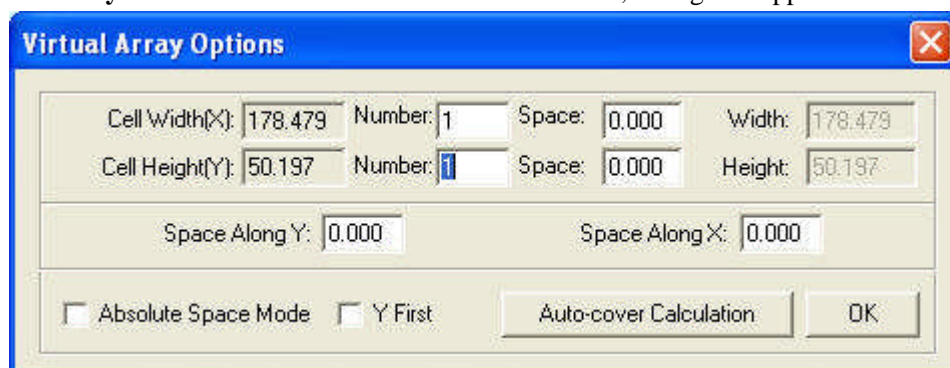 Virtual Array Options
Cell Width(X): 178.479 Number: 1 Space: 0.000 Width: 178.479
Cell Height(Y): 50.197 Number: 1 Space: 0.000 Height: 50.197
Space Along Y: 0.000 Space Along X: 0.000
Absolute Space Mode Y First Auto-cover Calculation OK